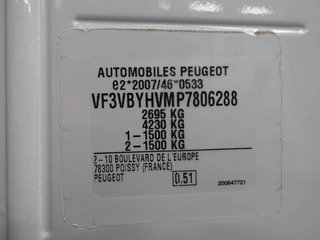 AUTOMOBILES PEUGEOT
e2*2007/46*0533
VF3VBYHVMP7806288
2695 KG
4230 KG
1-1500 KG
2-1500 KG
2-10 BOULEVARD DE L'EUROPE
78300 POISSY (FRANCE)
PEUGEOT
0.51
200647721